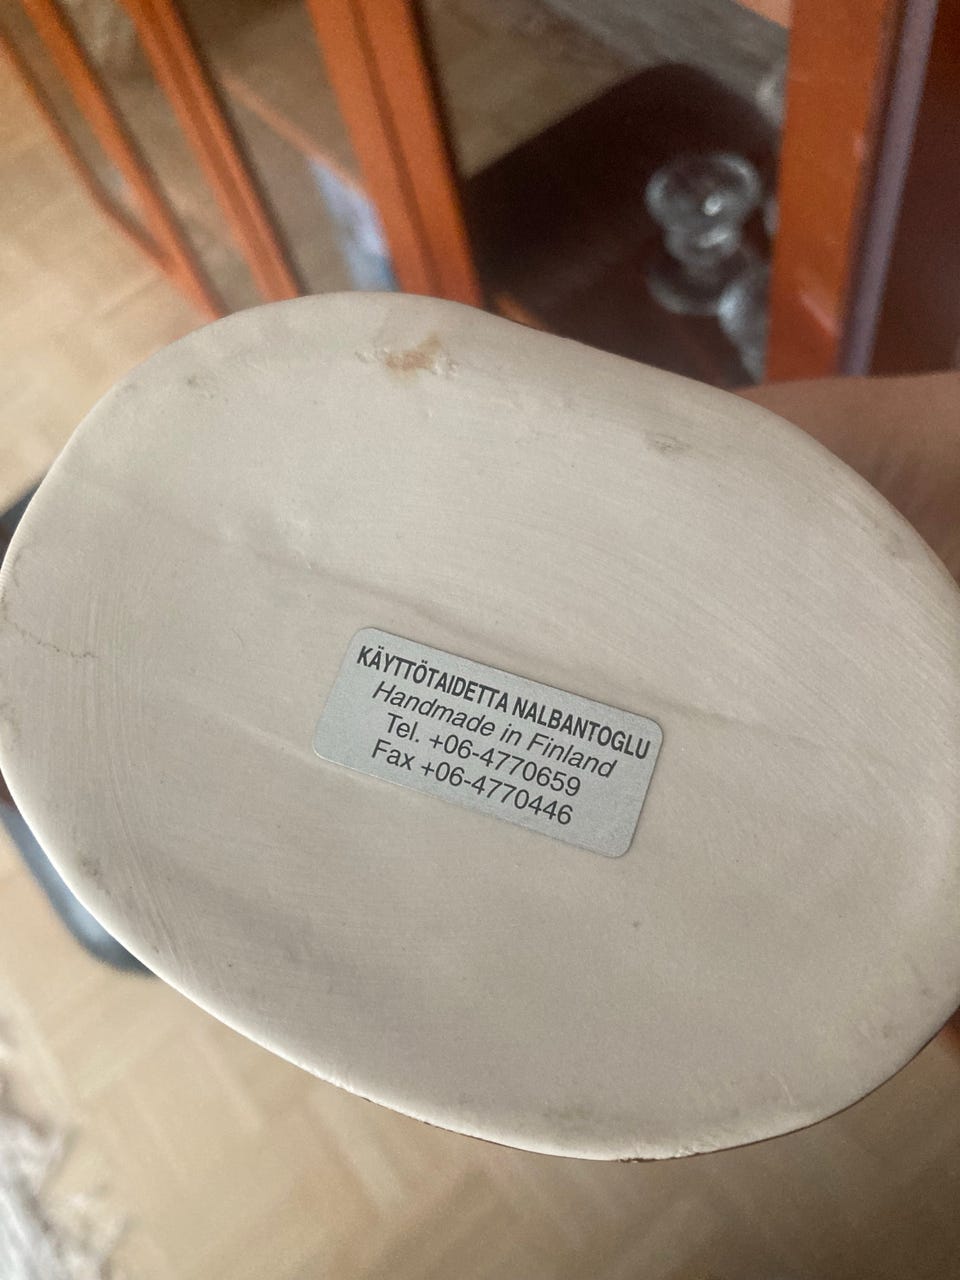 KÄYTTÖTAIDETTA NALBANTOGLU
Handmade in Finland
Tel. +06-4770659
Fax +06-4770446